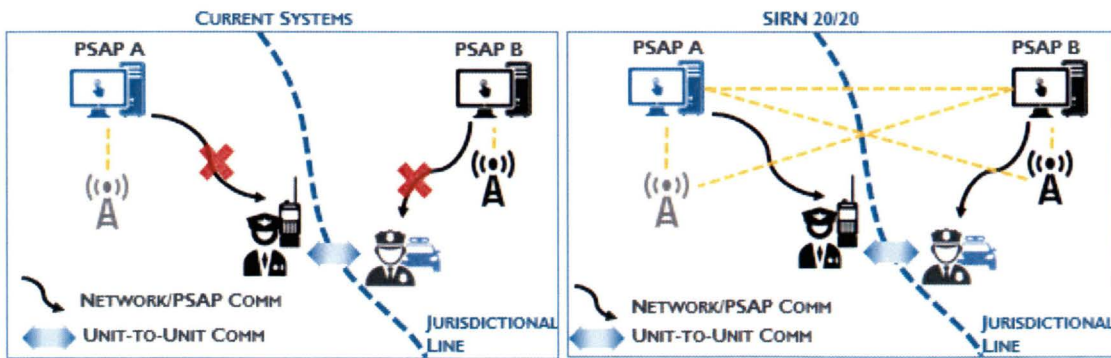 CURRENT SYSTEMS
PSAP A
PSAP B
NETWORK/PSAP COMM
UNIT-TO-UNIT COMM
JURISDICTIONAL
LINE
SIRN 20/20
PSAP A
PSAP B
NETWORK/PSAP COMM
UNIT-TO-UNIT COMM
JURISDICTIONAL
LINE